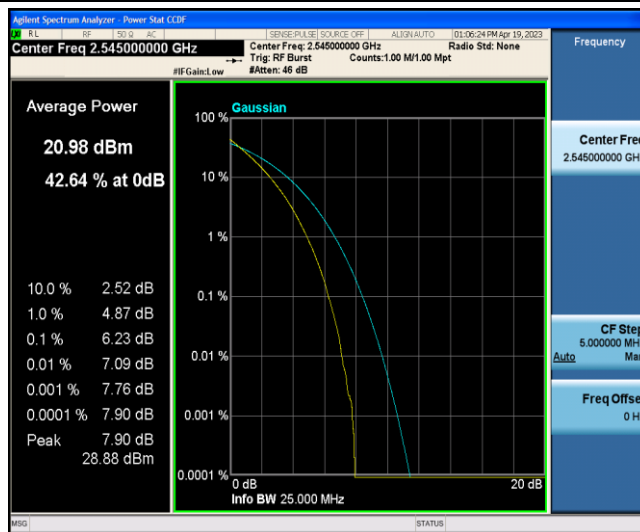 Agilent Spectrum Analyzer - Power Stat CCDF
RL RF 50 Ω AC SENSE:PULSE SOURCE OFF ALIGN AUTO 01:06:24 PM Apr 19, 2023
Center Freq 2.545000000 GHz
Center Freq: 2.545000000 GHz Radio Std: None
Trig: RF Burst Counts:1.00 M/1.00 Mpt
#IFGain:Low #Atten: 46 dB
Frequency
Average Power
20.98 dBm
42.64 % at 0dB
10.0 % 2.52 dB
1.0 % 4.87 dB
0.1 % 6.23 dB
0.01 % 7.09 dB
0.001 % 7.76 dB
0.0001 % 7.90 dB
Peak 7.90 dB
28.88 dBm
Gaussian
100 %
10 %
1 %
0.1 %
0.01 %
0.001 %
0.0001 %
0 dB 20 dB
Info BW 25.000 MHz
Center Freq
2.545000000 GH
CF Step
5.000000 MH
Auto Ma
Freq Offse
0 H
MSG STATUS